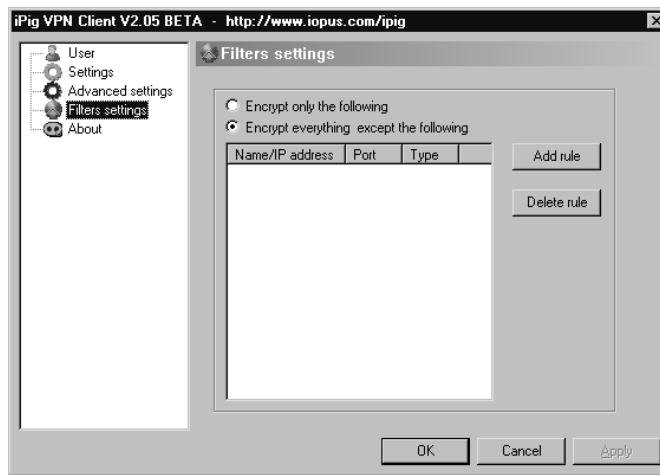 iPig VPN Client V2.05 BETA - http://www.iopus.com/ipig
User
Settings
Advanced settings
Filters settings
About
Filters settings
Encrypt only the following
Encrypt everything except the following
Name/IP address Port Type
Add rule
Delete rule
OK Cancel Apply